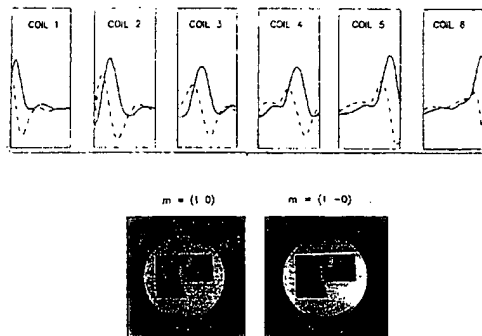 COIL 1 COIL 2 COIL 3 COIL 4 COIL 5 COIL 6
m = (1 0) m = (1 -0)